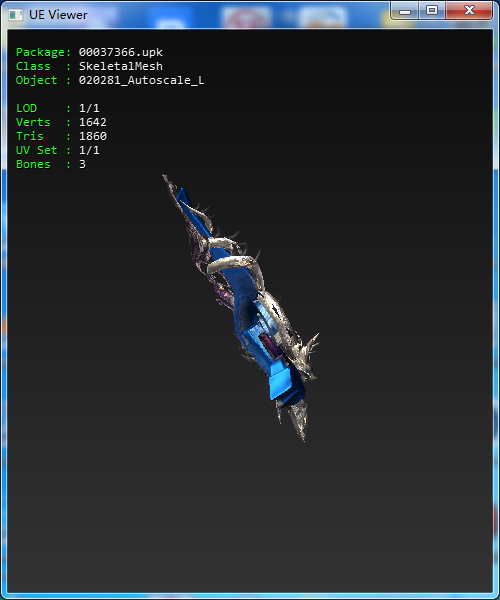 UE Viewer
Package: 00037366.upk
Class : SkeletalMesh
Object : 020281_Autoscale_L
LOD : 1/1
Verts : 1642
Tris : 1860
UV Set : 1/1
Bones : 3